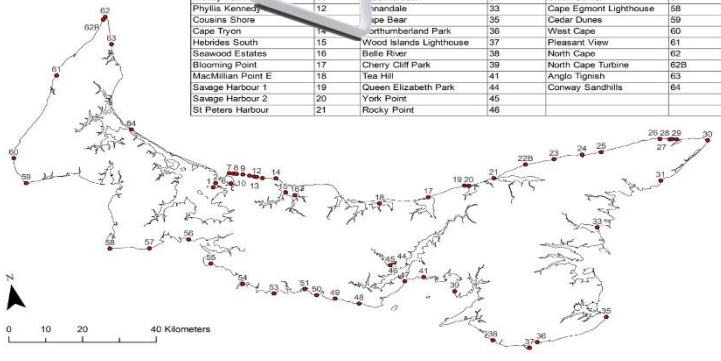 Phyllis Kennedy 12 33 Cape Egmont Lighthouse 58
Cousins Shore 35 Cedar Dunes 59
Cape Tryon 14 Northumberland Park 36 West Cape 60
Hebrides South 15 Wood Islands Lighthouse 37 Pleasant View 61
Seawood Estates 16 Belle River 38 North Cape 62
Blooming Point 17 Cherry Cliff Park 39 North Cape Turbine 62B
MacMillian Point E 18 Tea Hill 41 Anglo Tignish 63
Savage Harbour 1 19 Queen Elizabeth Park 44 Conway Sandhills 64
Savage Harbour 2 20 York Point 45
St Peters Harbour 21 Rocky Point 46
62
62B
63
61
64
60
59
7 8 9 12 14
10 13
15 16
18
17
19 20
21
22B
23
24
25
26 28 29
27
30
31
33
35
36
37
38
39
41
44
45
46
47
48
49
50
51
53
54
55
56
57
58
N
0 10 20 40 Kilometers